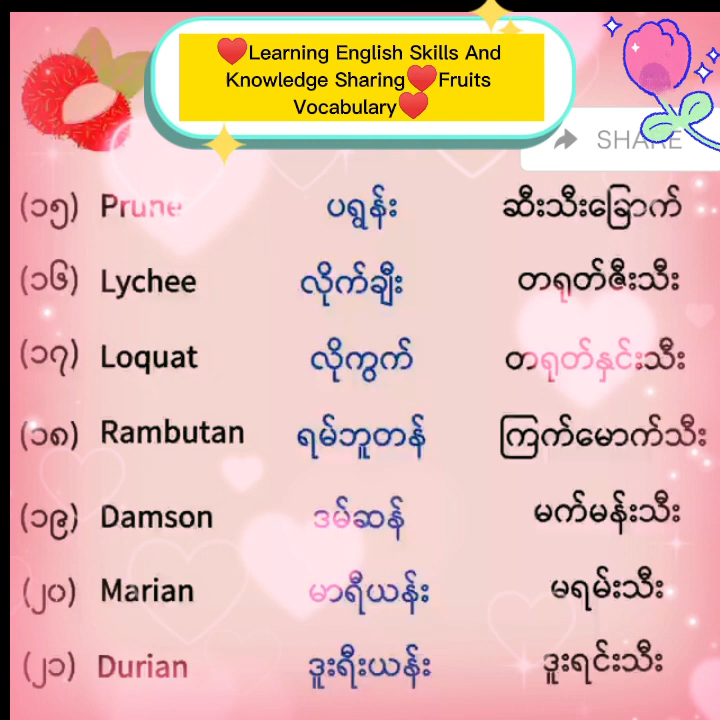 ❤️Learning English Skills And
Knowledge Sharing❤️Fruits
Vocabulary❤️
SHARE
(၁၅) Prune ပရွန်း ဆီးသီးခြောက်
(၁၆) Lychee လိုက်ချီး တရုတ်ဇီးသီး
(၁၇) Loquat လိုကွက် တရုတ်နှင်းသီး
(၁၈) Rambutan ရမ်ဘူတန် ကြက်မောက်သီး
(၁၉) Damson ဒမ်ဆန် မက်မန်းသီး
(၂၀) Marian မာရီယန်း မရမ်းသီး
(၂၁) Durian ဒူးရီးယန်း ဒူးရင်းသီး